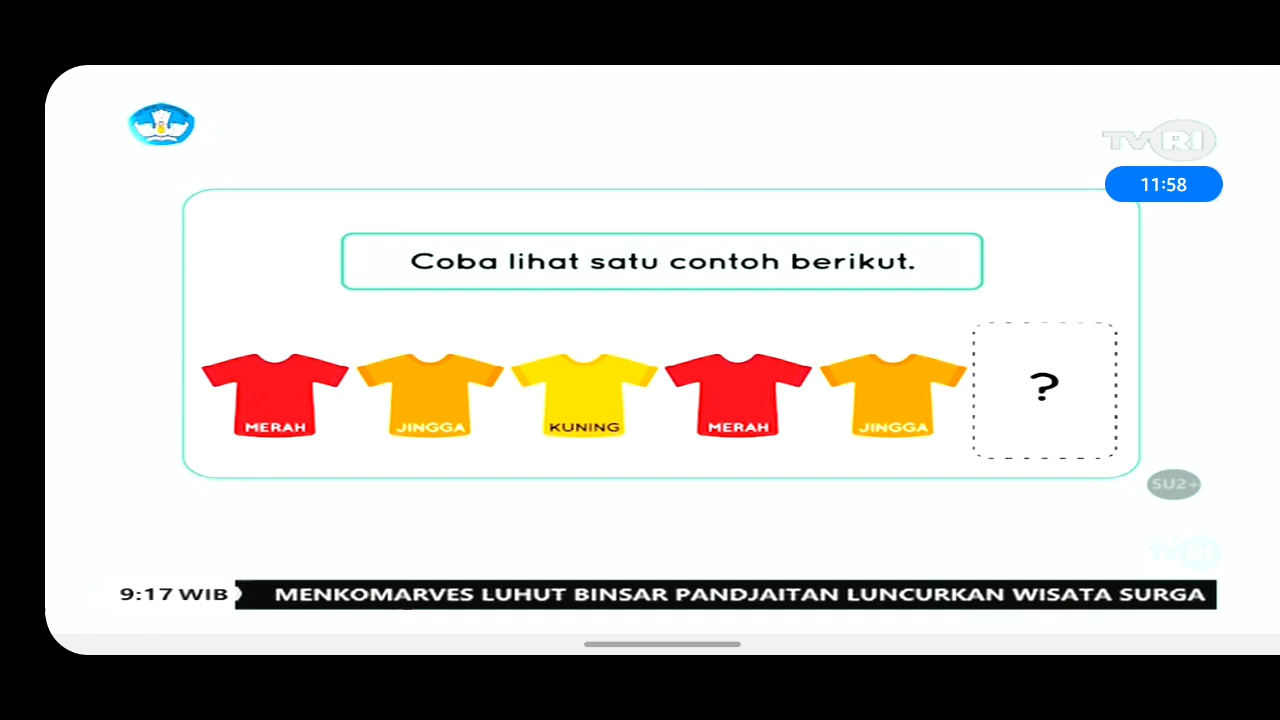 TVRI
11:58
Coba lihat satu contoh berikut.
MERAH JINGGA KUNING MERAH JINGGA ?
SU2+
TVRI
9:17 WIB MENKOMARVES LUHUT BINSAR PANDJAITAN LUNCURKAN WISATA SURGA